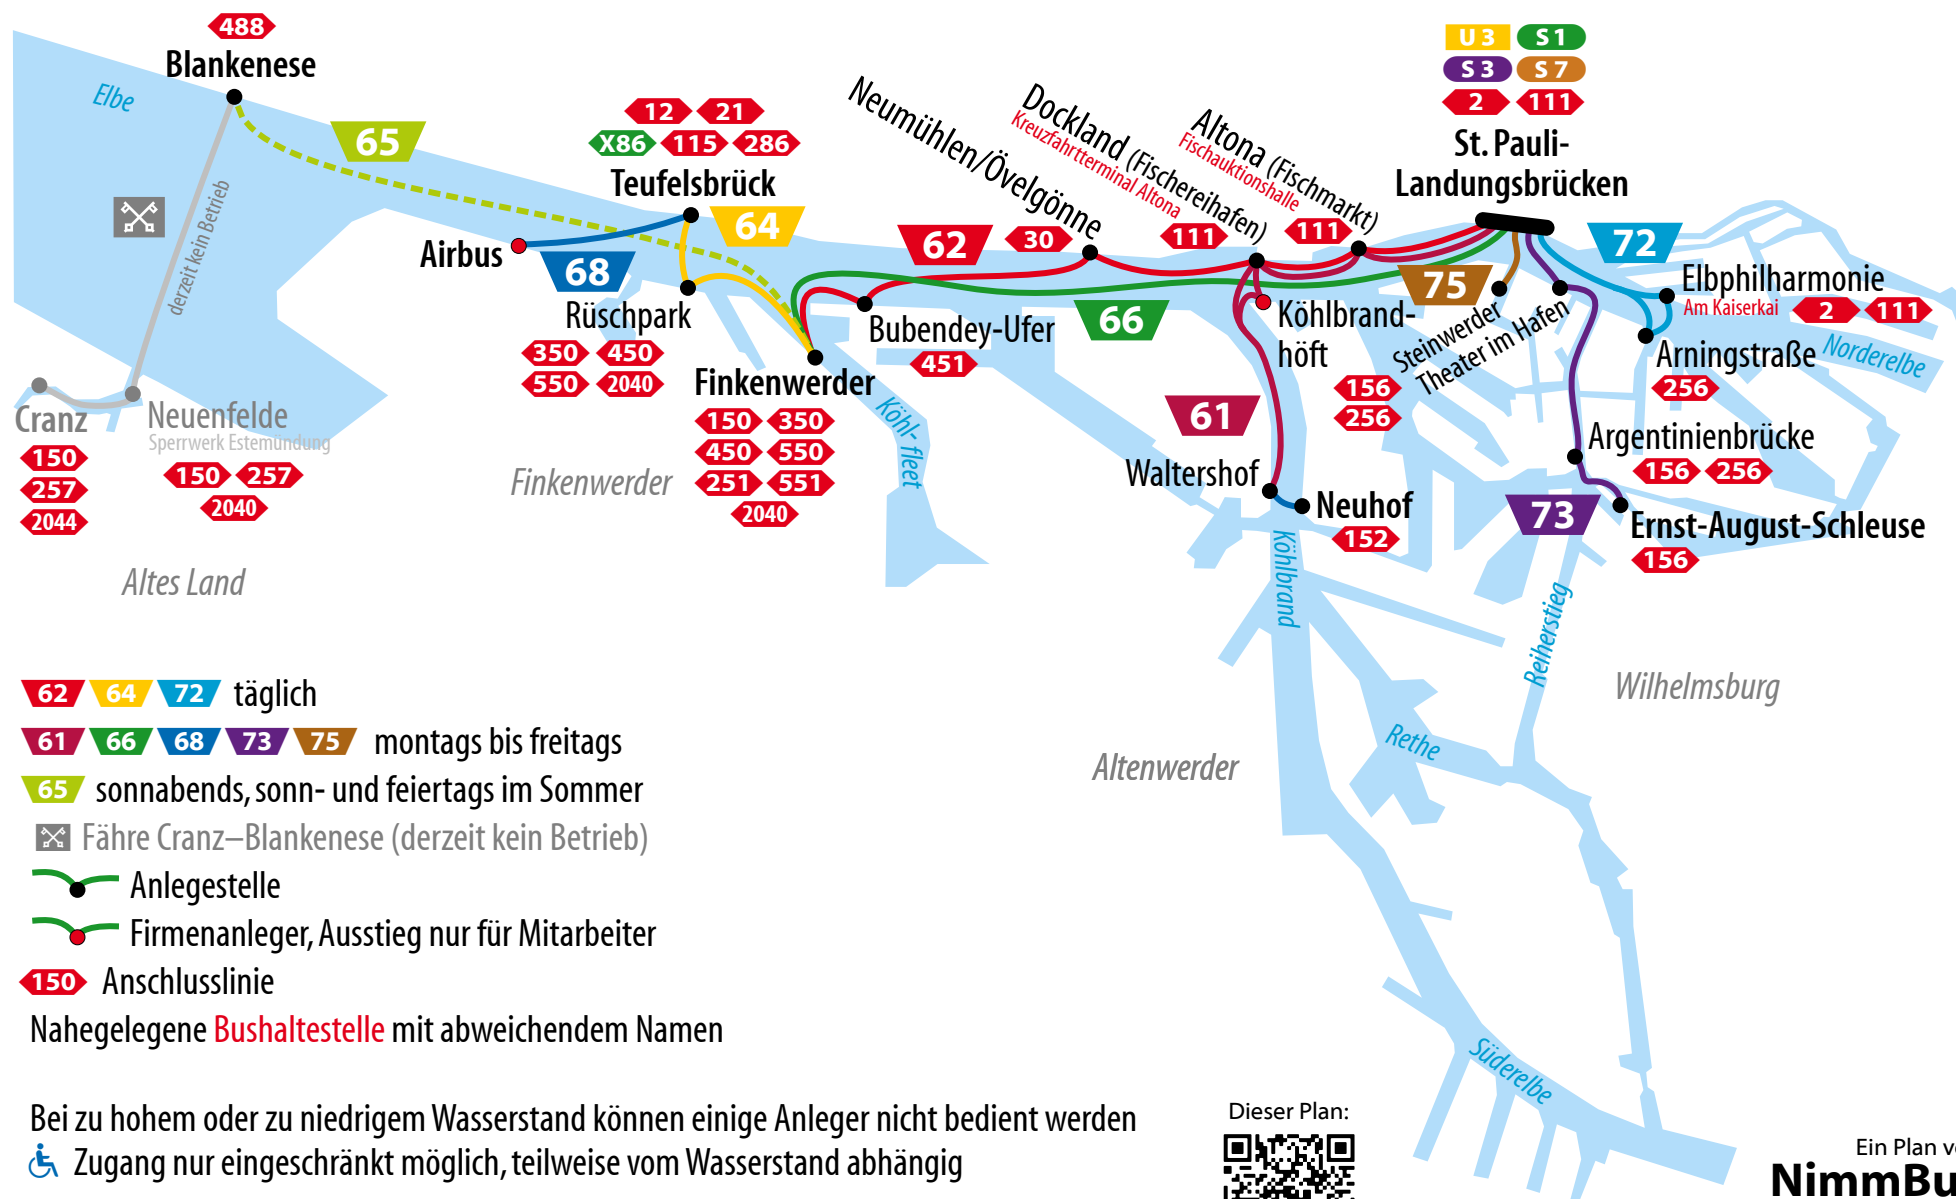 488
Blankenese
Elbe
65
derzeit kein Betrieb
Cranz
150
257
2044
Neuenfelde
Sperrwerk Estemündung
150 257
2040
Altes Land
12 21
X86 115 286
Teufelsbrück
64
Airbus
68
Rüschpark
350 450
550 2040
Finkenwerder
150 350
450 550
251 551
2040
Finkenwerder
Köhl-fleet
62
Bubendey-Ufer
451
66
Neumühlen/Övelgönne
30
Dockland (Fischereihafen)
Kreuzfahrtterminal Altona
111
Altona (Fischmarkt)
Fischauktionshalle
111
U 3 S 1
S 3 S 7
2 111
St. Pauli-
Landungsbrücken
72
75
Steinwerder
Theater im Hafen
Köhlbrand-
höft
156
256
61
Waltershof
Neuhof
152
Köhlbrand
Elbphilharmonie
Am Kaiserkai 2 111
Arningstraße
256
Norderelbe
Argentinienbrücke
156 256
73
Ernst-August-Schleuse
156
Reiherstieg
Wilhelmsburg
Rethe
Altenwerder
Süderelbe
62 64 72 täglich
61 66 68 73 75 montags bis freitags
65 sonnabends, sonn- und feiertags im Sommer
Fähre Cranz–Blankenese (derzeit kein Betrieb)
Anlegestelle
Firmenanleger, Ausstieg nur für Mitarbeiter
150 Anschlusslinie
Nahegelegene Bushaltestelle mit abweichendem Namen
Bei zu hohem oder zu niedrigem Wasserstand können einige Anleger nicht bedient werden
Zugang nur eingeschränkt möglich, teilweise vom Wasserstand abhängig
Dieser Plan:
Ein Plan v
NimmBu